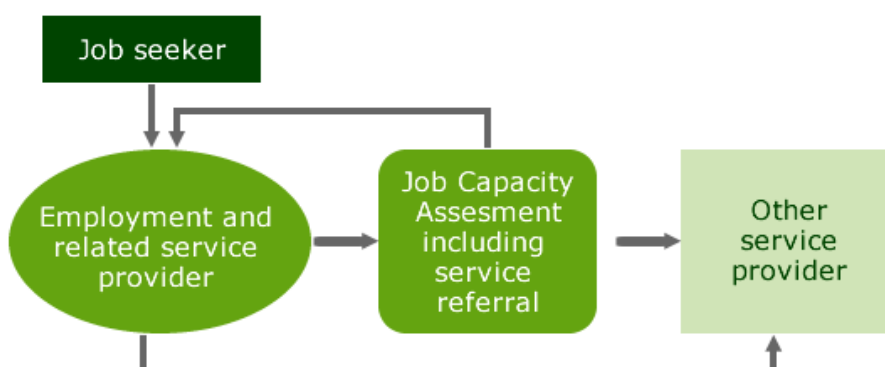 Job seeker
Employment and
related service
provider
Job Capacity
Assesment
including
service
referral
Other
service
provider